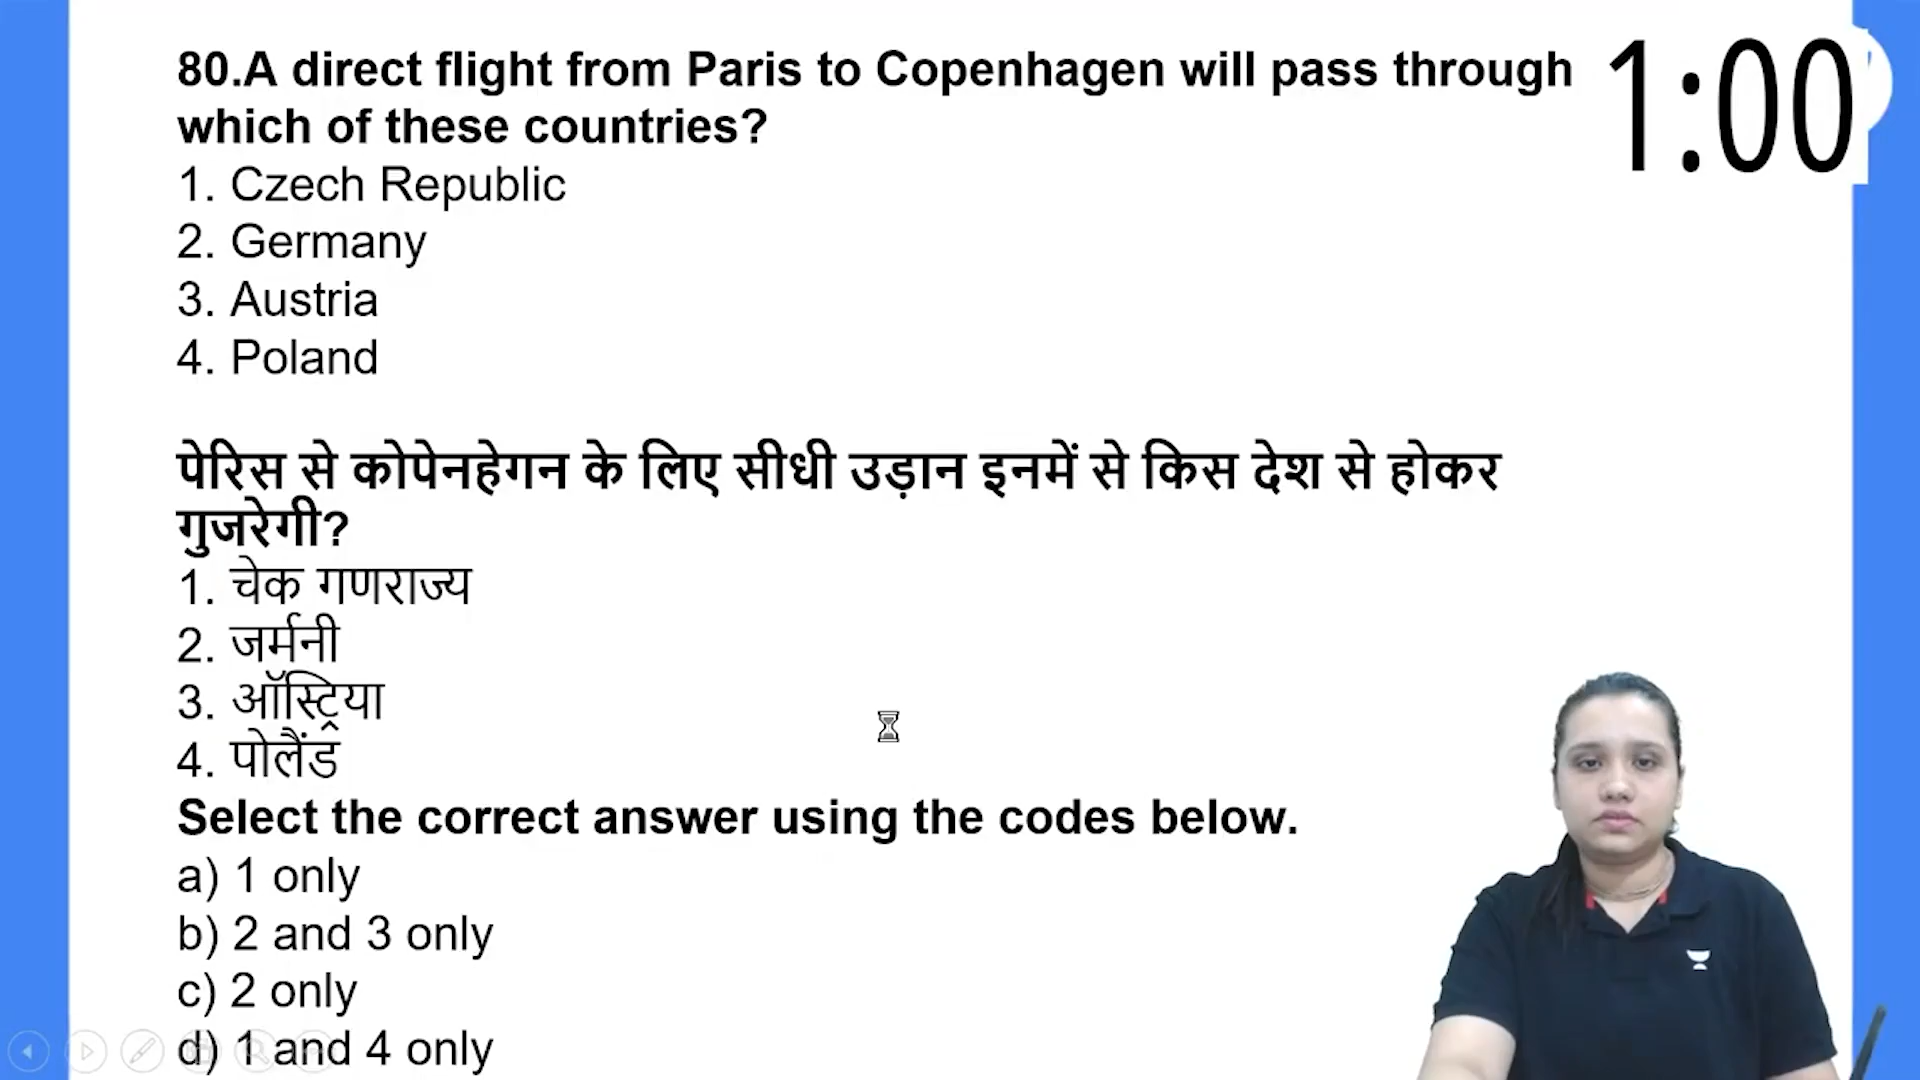 80.A direct flight from Paris to Copenhagen will pass through
which of these countries?
1. Czech Republic
2. Germany
3. Austria
4. Poland
पेरिस से कोपेनहेगन के लिए सीधी उड़ान इनमें से किस देश से होकर
गुजरेगी?
1. चेक गणराज्य
2. जर्मनी
3. ऑस्ट्रिया
4. पोलैंड
Select the correct answer using the codes below.
a) 1 only
b) 2 and 3 only
c) 2 only
d) 1 and 4 only
1:00